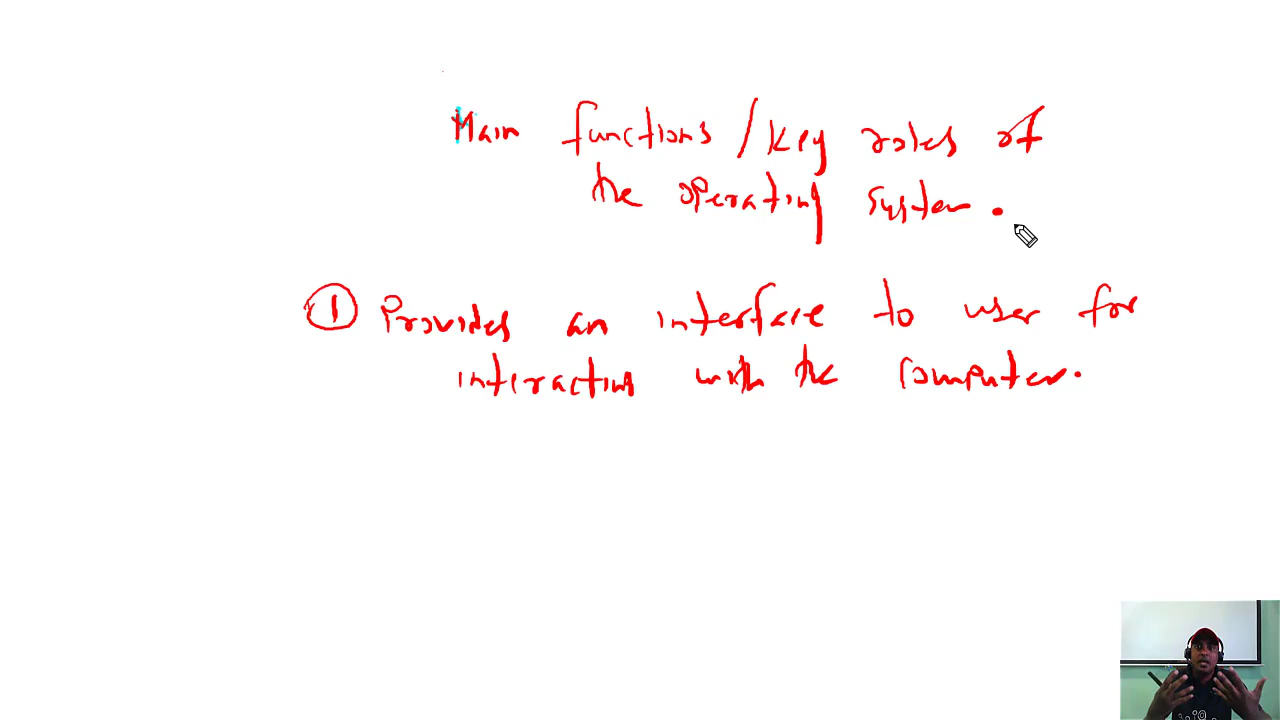 Main functions / key roles of
the operating system.
① Provides an interface to user for
interacting with the computer.